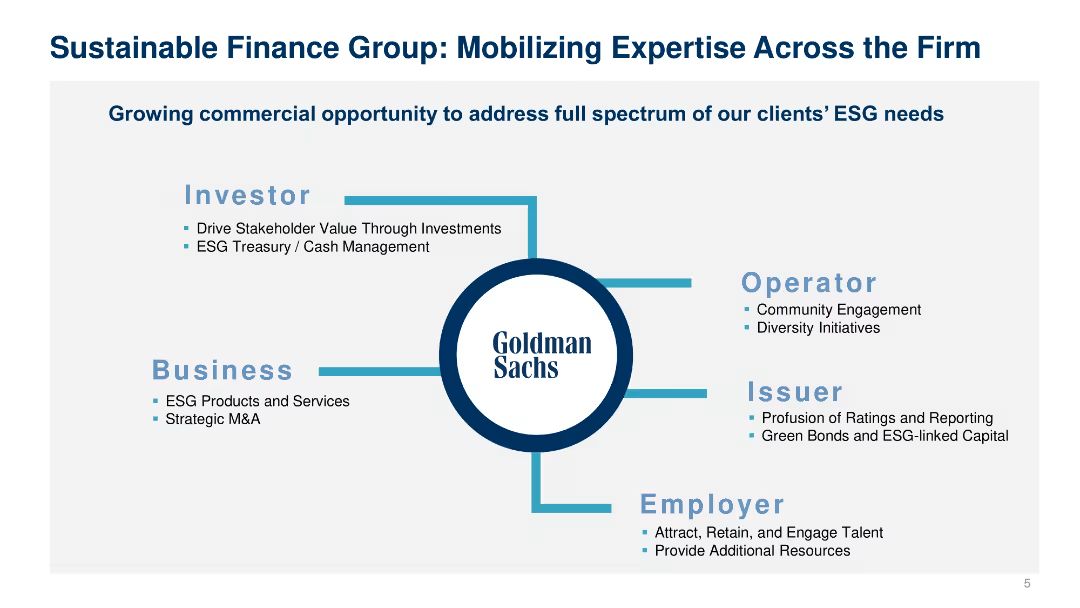 Sustainable Finance Group: Mobilizing Expertise Across the Firm
Growing commercial opportunity to address full spectrum of our clients’ ESG needs
Investor
▪ Drive Stakeholder Value Through Investments
▪ ESG Treasury / Cash Management
Operator
▪ Community Engagement
▪ Diversity Initiatives
Goldman
Sachs
Business
▪ ESG Products and Services
▪ Strategic M&A
Issuer
▪ Profusion of Ratings and Reporting
▪ Green Bonds and ESG-linked Capital
Employer
▪ Attract, Retain, and Engage Talent
▪ Provide Additional Resources
5